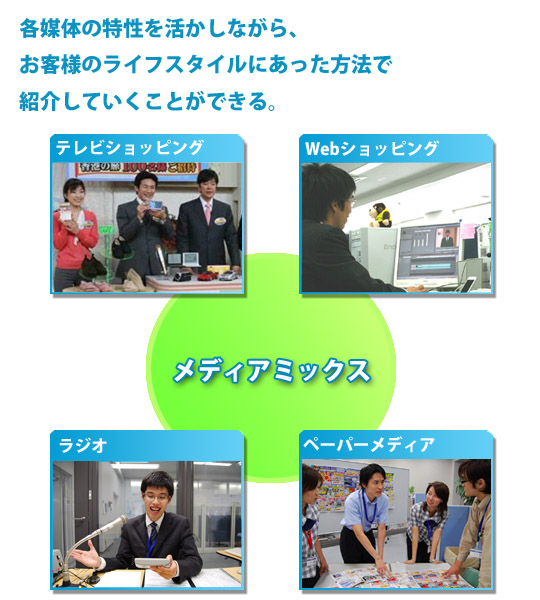 各媒体の特性を活かしながら、
お客様のライフスタイルにあった方法で
紹介していくことができる。
テレビショッピング
Webショッピング
メディアミックス
ラジオ
ペーパーメディア